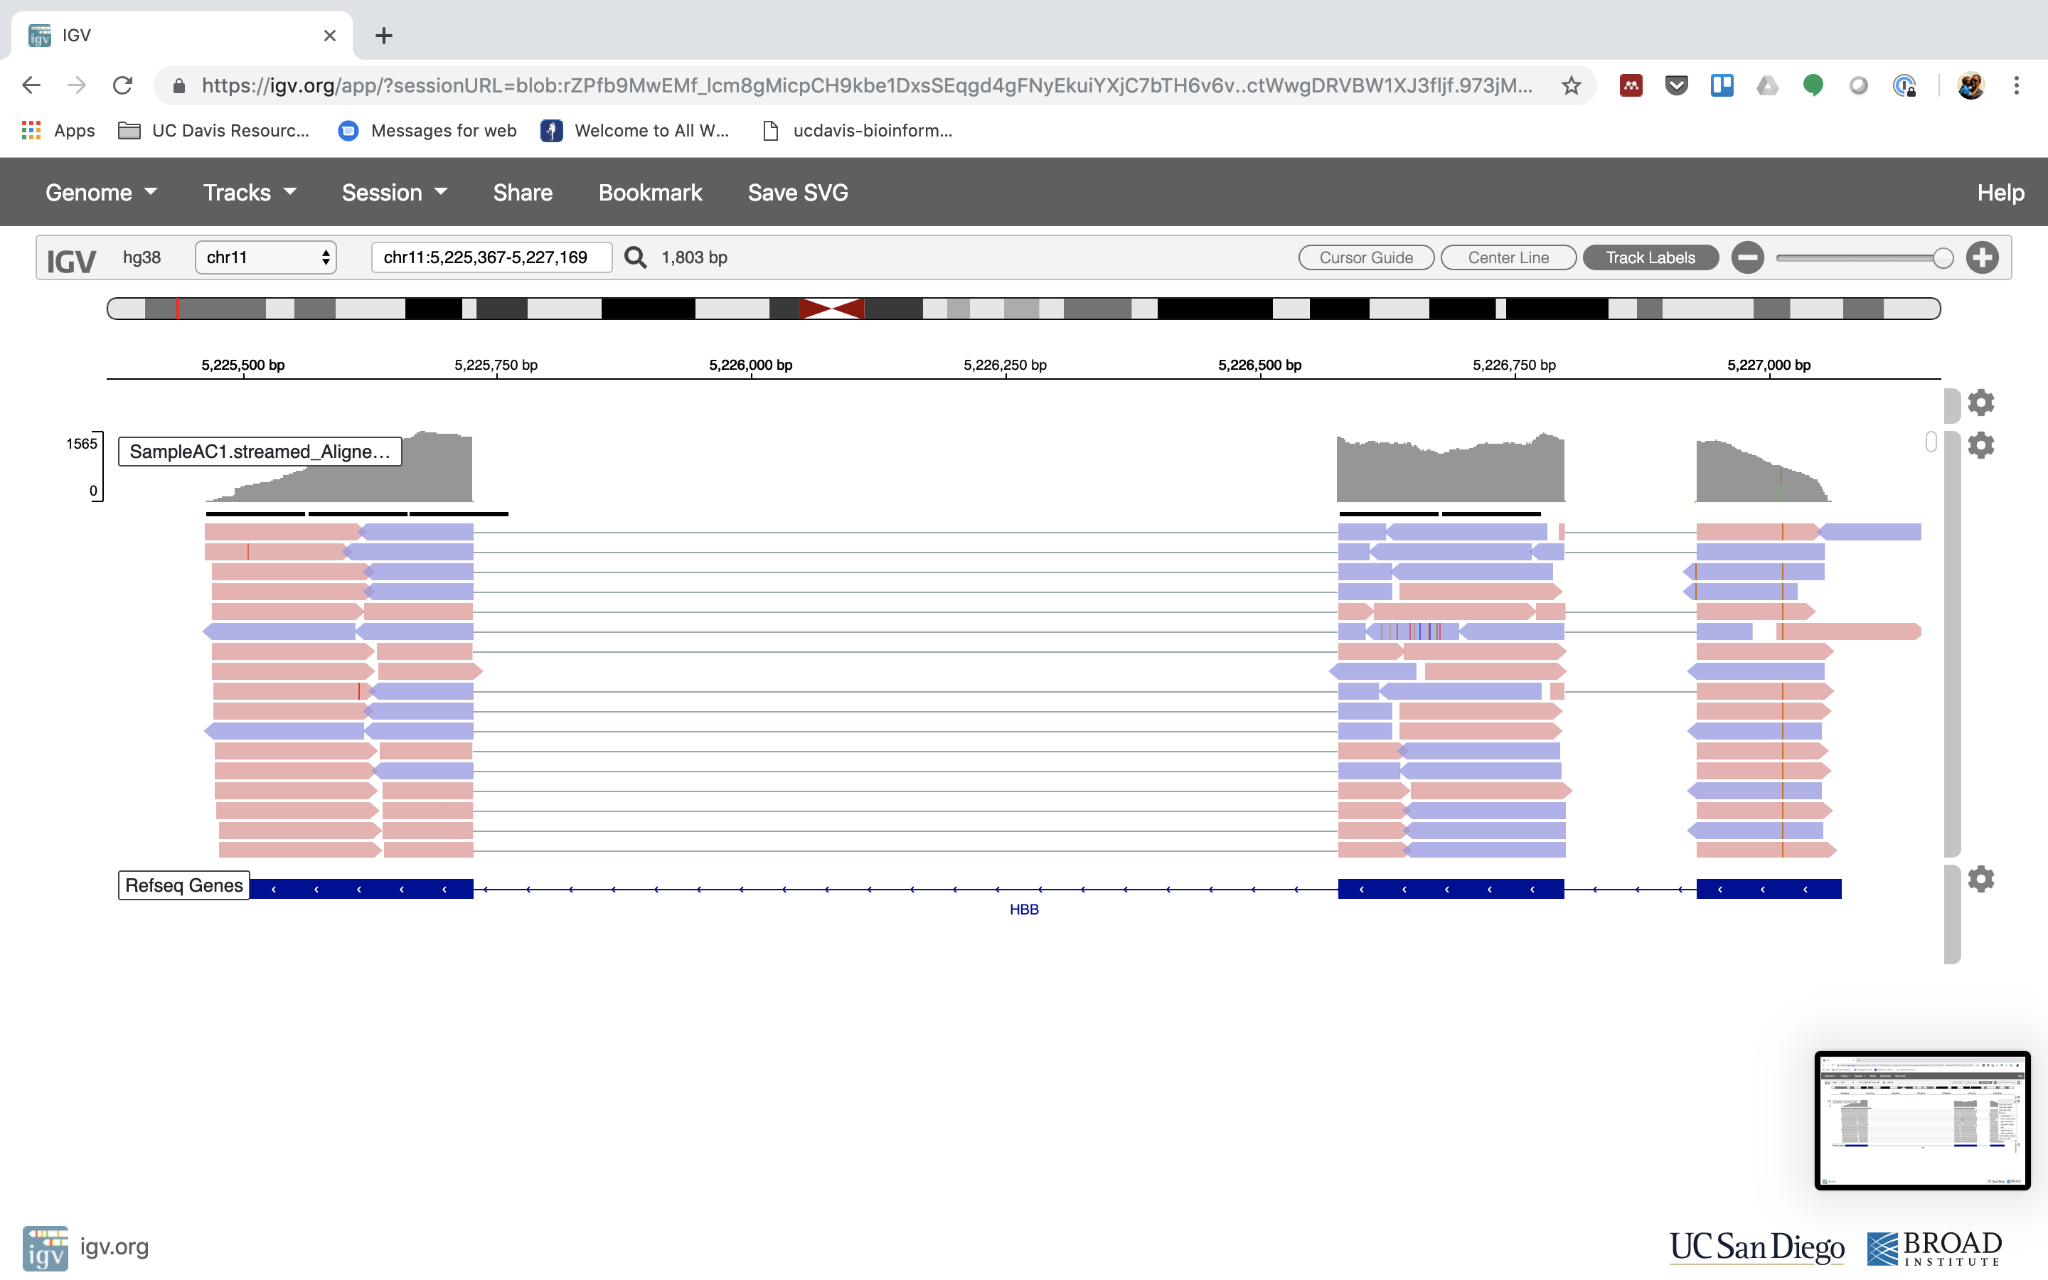 IGV
https://igv.org/app/?sessionURL=blob:rZPfb9MwEMf_lcm8gMicpCH9kbe1DxsSEqgd4gFNyEkuiYXjC7bTH6v6v..ctWwgDRVBW1XJ3fIjf.973jM...
Apps UC Davis Resourc... Messages for web Welcome to All W... ucdavis-bioinform...
Genome Tracks Session Share Bookmark Save SVG Help
IGV hg38 chr11 chr11:5,225,367-5,227,169 1,803 bp Cursor Guide Center Line Track Labels
5,225,500 bp 5,225,750 bp 5,226,000 bp 5,226,250 bp 5,226,500 bp 5,226,750 bp 5,227,000 bp
1565
SampleAC1.streamed_Aligne...
0
Refseq Genes
HBB
igv igv.org UC San Diego BROAD
INSTITUTE